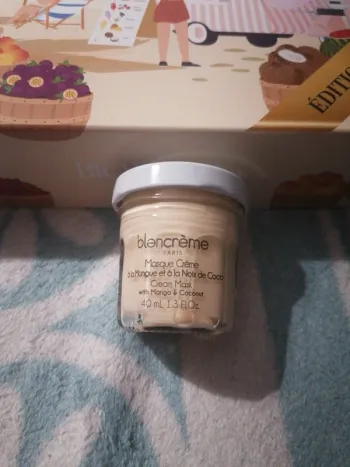 ÉDITI
blancrème
PARIS
Masque Crème
à la Mangue et à la Noix de Coco
Clean Mask
with Mango & Coconut
40 mL 1.3 Fl.Oz.